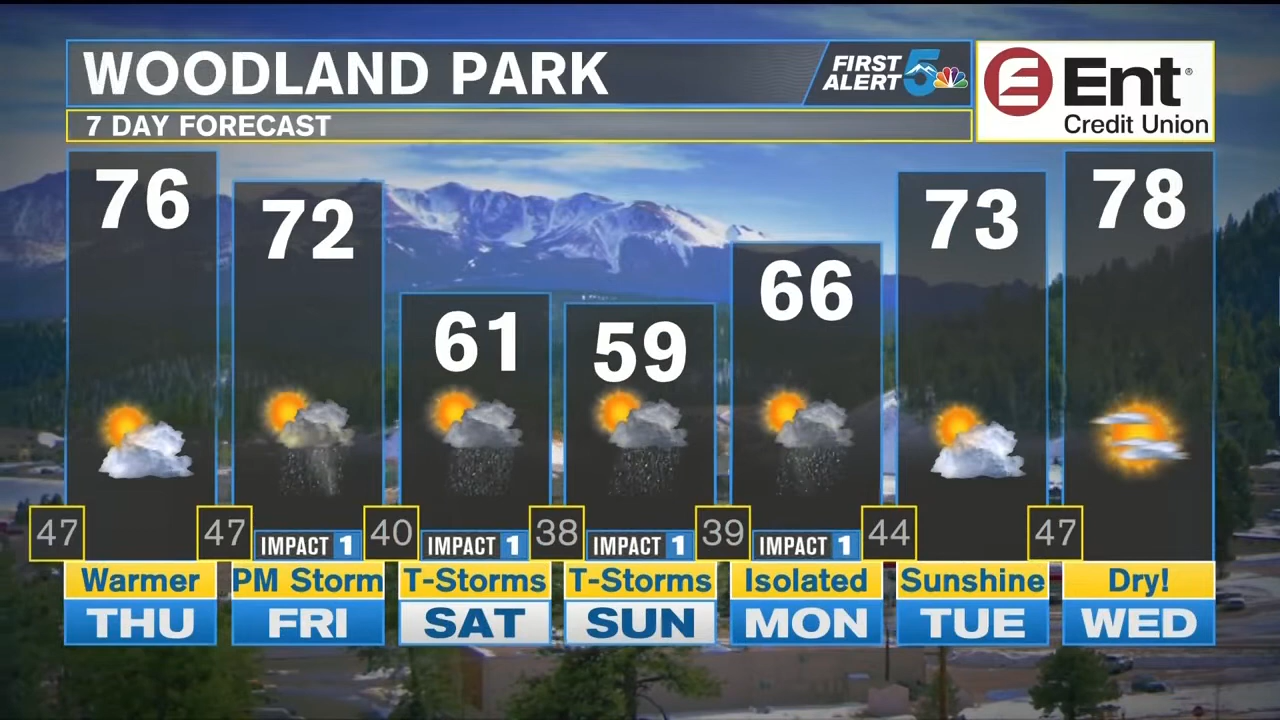 WOODLAND PARK
FIRST
ALERT 5
Ent®
Credit Union
7 DAY FORECAST
76 72 61 59 66 73 78
47 47 40 38 39 44 47
IMPACT 1 IMPACT 1 IMPACT 1 IMPACT 1
Warmer PM Storm T-Storms T-Storms Isolated Sunshine Dry!
THU FRI SAT SUN MON TUE WED